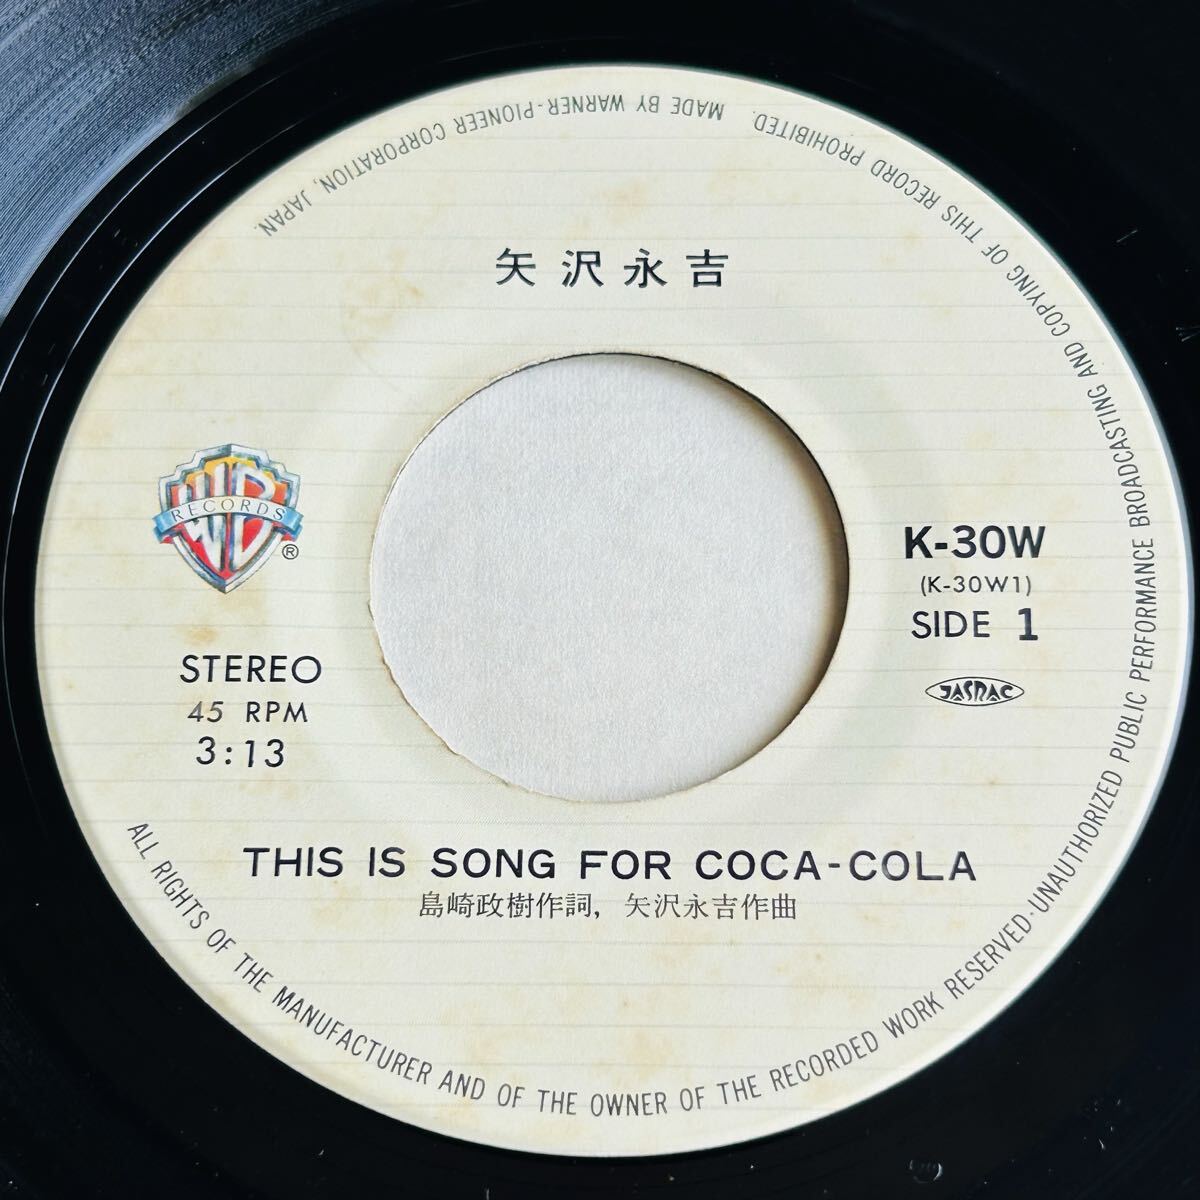 矢沢永吉
WB
RECORDS
®
K-30W
(K-30W1)
SIDE 1
JASRAC
STEREO
45 RPM
3:13
THIS IS SONG FOR COCA-COLA
島崎政樹作詞, 矢沢永吉作曲
ALL RIGHTS OF THE MANUFACTURER AND OF THE OWNER OF THE RECORDED WORK RESERVED·UNAUTHORIZED PUBLIC PERFORMANCE BROADCASTING AND COPYING OF THIS RECORD PROHIBITED. MADE BY WARNER-PIONEER CORPORATION, JAPAN.